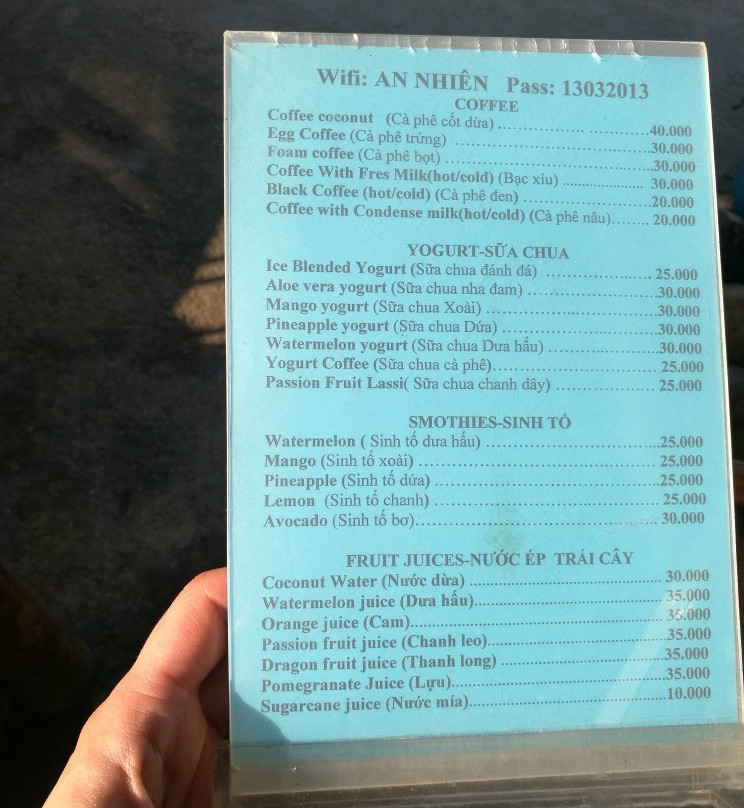 Wifi: AN NHIÊN Pass: 13032013
COFFEE
Coffee coconut (Cà phê cốt dừa) ........................ 40.000
Egg Coffee (Cà phê trứng) ........................ 30.000
Foam coffee (Cà phê bọt) ........................ 30.000
Coffee With Fres Milk(hot/cold) (Bạc xỉu) ........................ 30.000
Black Coffee (hot/cold) (Cà phê đen) ........................ 20.000
Coffee with Condense milk(hot/cold) (Cà phê nâu)........ 20.000
YOGURT-SỮA CHUA
Ice Blended Yogurt (Sữa chua đánh đá) ........................ 25.000
Aloe vera yogurt (Sữa chua nha đam) ........................ 30.000
Mango yogurt (Sữa chua Xoài) ........................ 30.000
Pineapple yogurt (Sữa chua Dứa) ........................ 30.000
Watermelon yogurt (Sữa chua Dưa hấu) ........................ 30.000
Yogurt Coffee (Sữa chua cà phê)........................ 25.000
Passion Fruit Lassi( Sữa chua chanh dây) ........................ 25.000
SMOTHIES-SINH TỐ
Watermelon ( Sinh tố dưa hấu) ........................ 25.000
Mango (Sinh tố xoài) ........................ 25.000
Pineapple (Sinh tố dứa) ........................ 25.000
Lemon (Sinh tố chanh) ........................ 25.000
Avocado (Sinh tố bơ)........................ 30.000
FRUIT JUICES-NƯỚC ÉP TRÁI CÂY
Coconut Water (Nước dừa) ........................ 30.000
Watermelon juice (Dưa hấu)........................ 35.000
Orange juice (Cam)........................ 35.000
Passion fruit juice (Chanh leo)........................ 35.000
Dragon fruit juice (Thanh long) ........................ 35.000
Pomegranate Juice (Lựu)........................ 35.000
Sugarcane juice (Nước mía)........................ 10.000